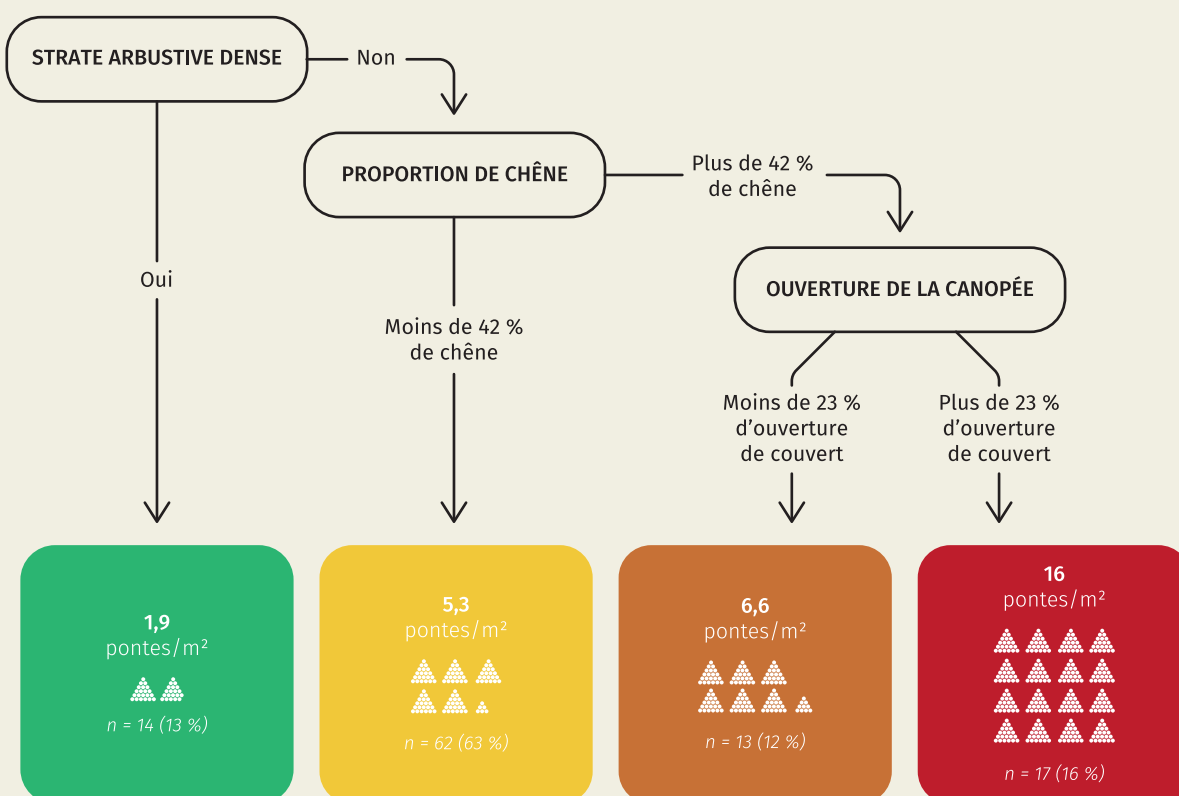 STRATE ARBUSTIVE DENSE
Non
PROPORTION DE CHÊNE
Plus de 42 %
de chêne
OUVERTURE DE LA CANOPÉE
Oui
Moins de 42 %
de chêne
Moins de 23 %
d’ouverture
de couvert
Plus de 23 %
d’ouverture
de couvert
1,9
pontes/m²
n = 14 (13 %)
5,3
pontes/m²
n = 62 (63 %)
6,6
pontes/m²
n = 13 (12 %)
16
pontes/m²
n = 17 (16 %)